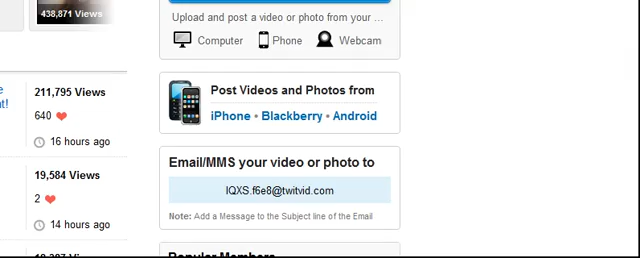 438,871 Views
Upload and post a video or photo from your ...
Computer Phone Webcam
t!
211,795 Views
640
16 hours ago
19,584 Views
2
14 hours ago
Post Videos and Photos from
iPhone • Blackberry • Android
Email/MMS your video or photo to
IQXS.f6e8@twitvid.com
Note: Add a Message to the Subject line of the Email
Popular Members